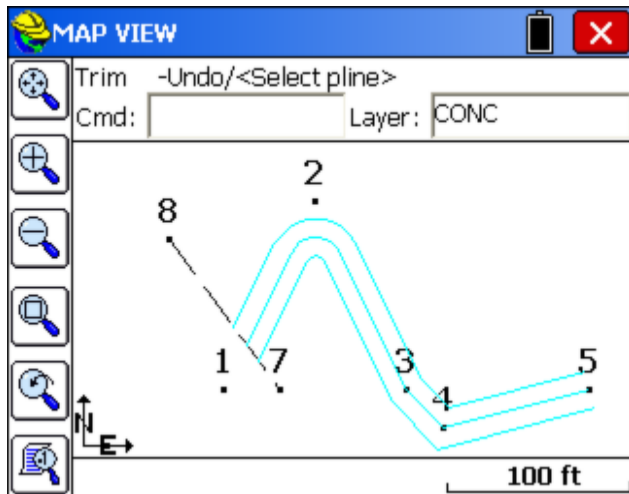 MAP VIEW
Trim -Undo/<Select pline>
Cmd: Layer: CONC
2
8
1 7 3 5
4
N
E
100 ft